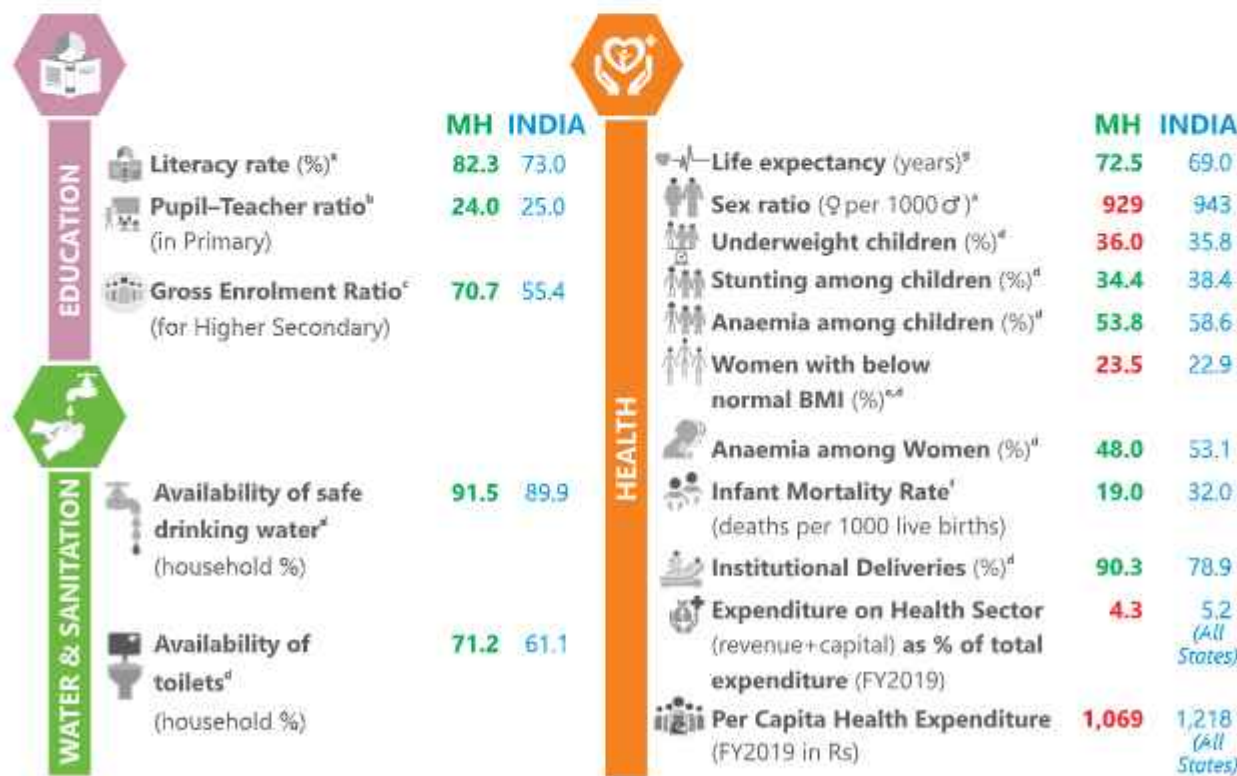 EDUCATION
MH INDIA
Literacy rate (%)ᵃ 82.3 73.0
Pupil–Teacher ratioᵇ 24.0 25.0
(in Primary)
Gross Enrolment Ratioᶜ 70.7 55.4
(for Higher Secondary)
WATER & SANITATION
Availability of safe 91.5 89.9
drinking waterᵈ
(household %)
Availability of 71.2 61.1
toiletsᵈ
(household %)
HEALTH
MH INDIA
Life expectancy (years)ᵍ 72.5 69.0
Sex ratio (♀ per 1000 ♂)ᵃ 929 943
Underweight children (%)ᵈ 36.0 35.8
Stunting among children (%)ᵈ 34.4 38.4
Anaemia among children (%)ᵈ 53.8 58.6
Women with below 23.5 22.9
normal BMI (%)ᵉ,ᵈ
Anaemia among Women (%)ᵈ 48.0 53.1
Infant Mortality Rateᶠ 19.0 32.0
(deaths per 1000 live births)
Institutional Deliveries (%)ᵈ 90.3 78.9
Expenditure on Health Sector 4.3 5.2
(revenue+capital) as % of total (All
expenditure (FY2019) States)
Per Capita Health Expenditure 1,069 1,218
(FY2019 in Rs) (All
States)